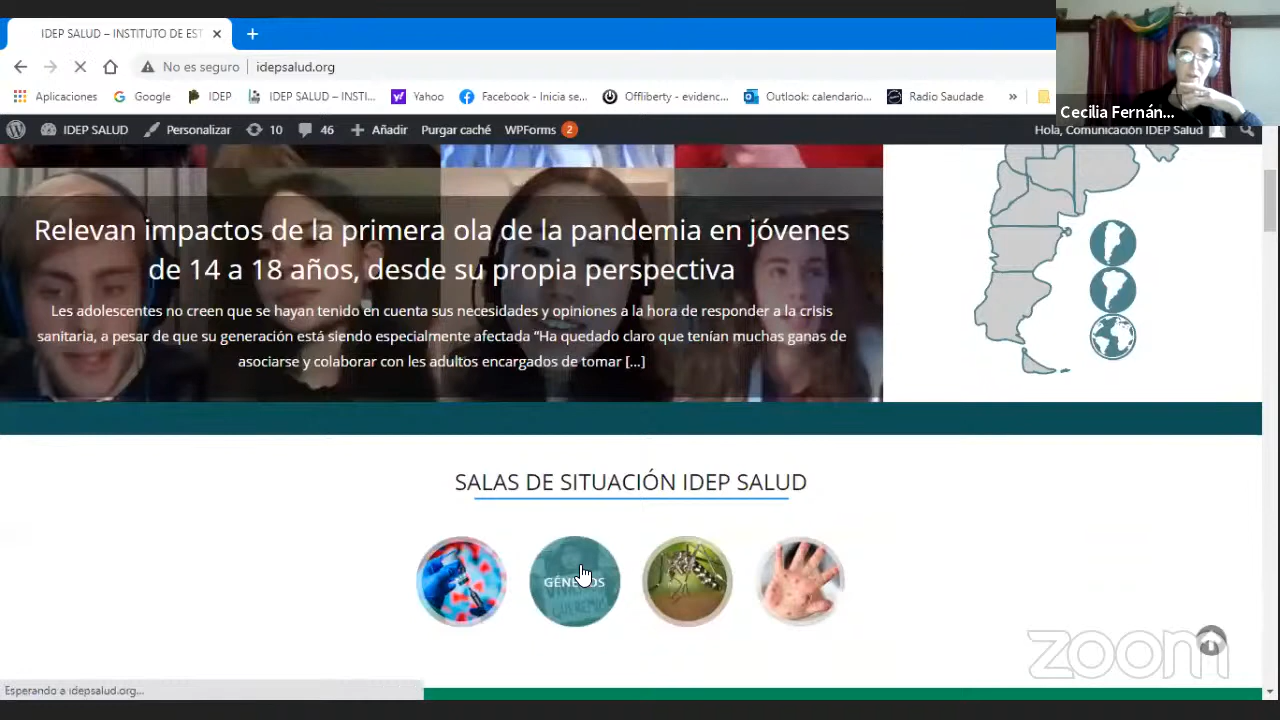 IDEP SALUD – INSTITUTO DE EST
No es seguro
idepsalud.org
Aplicaciones
Google
IDEP
IDEP SALUD – INSTI...
Yahoo
Facebook - Inicia se...
Offliberty - evidenc...
Outlook: calendario...
Radio Saudade
»
Cecilia Fernán...
IDEP SALUD
Personalizar
10
46
Añadir
Purgar caché
WPForms
2
Hola, Comunicación IDEP Salud
Relevan impactos de la primera ola de la pandemia en jóvenes
de 14 a 18 años, desde su propia perspectiva
Les adolescentes no creen que se hayan tenido en cuenta sus necesidades y opiniones a la hora de responder a la crisis
sanitaria, a pesar de que su generación está siendo especialmente afectada “Ha quedado claro que tenían muchas ganas de
asociarse y colaborar con les adultos encargados de tomar [...]
SALAS DE SITUACIÓN IDEP SALUD
GÉNEROS
zoom
Esperando a idepsalud.org...